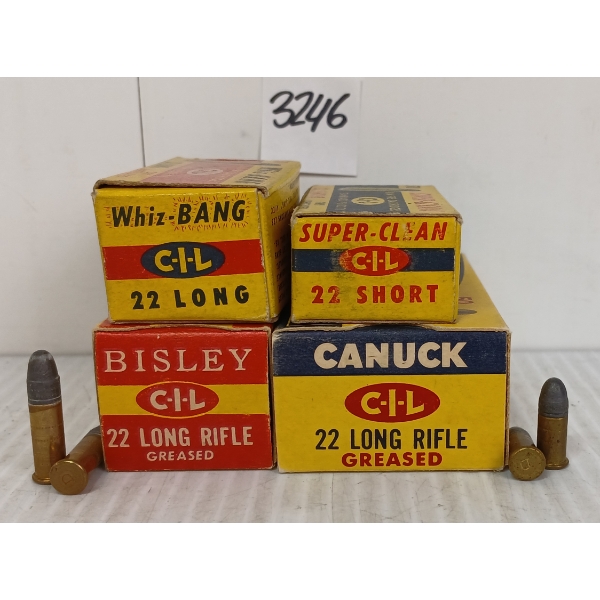 3246
Whiz-BANG
C-I-L
22 LONG
SUPER-CLEAN
C-I-L
22 SHORT
BISLEY
C-I-L
22 LONG RIFLE
GREASED
CANUCK
C-I-L
22 LONG RIFLE
GREASED